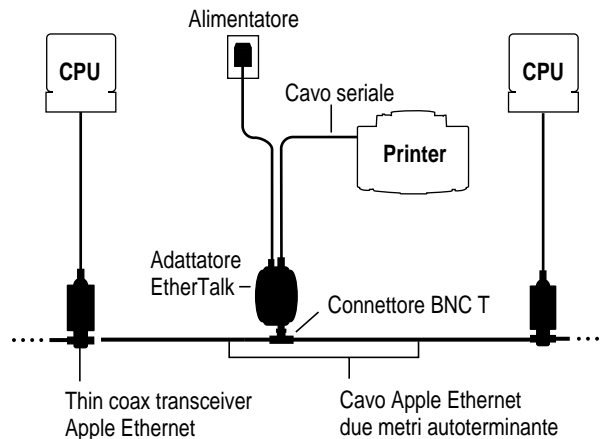 Alimentatore
CPU
CPU
Cavo seriale
Printer
Adattatore
EtherTalk
Connettore BNC T
Thin coax transceiver
Apple Ethernet
Cavo Apple Ethernet
due metri autoterminante